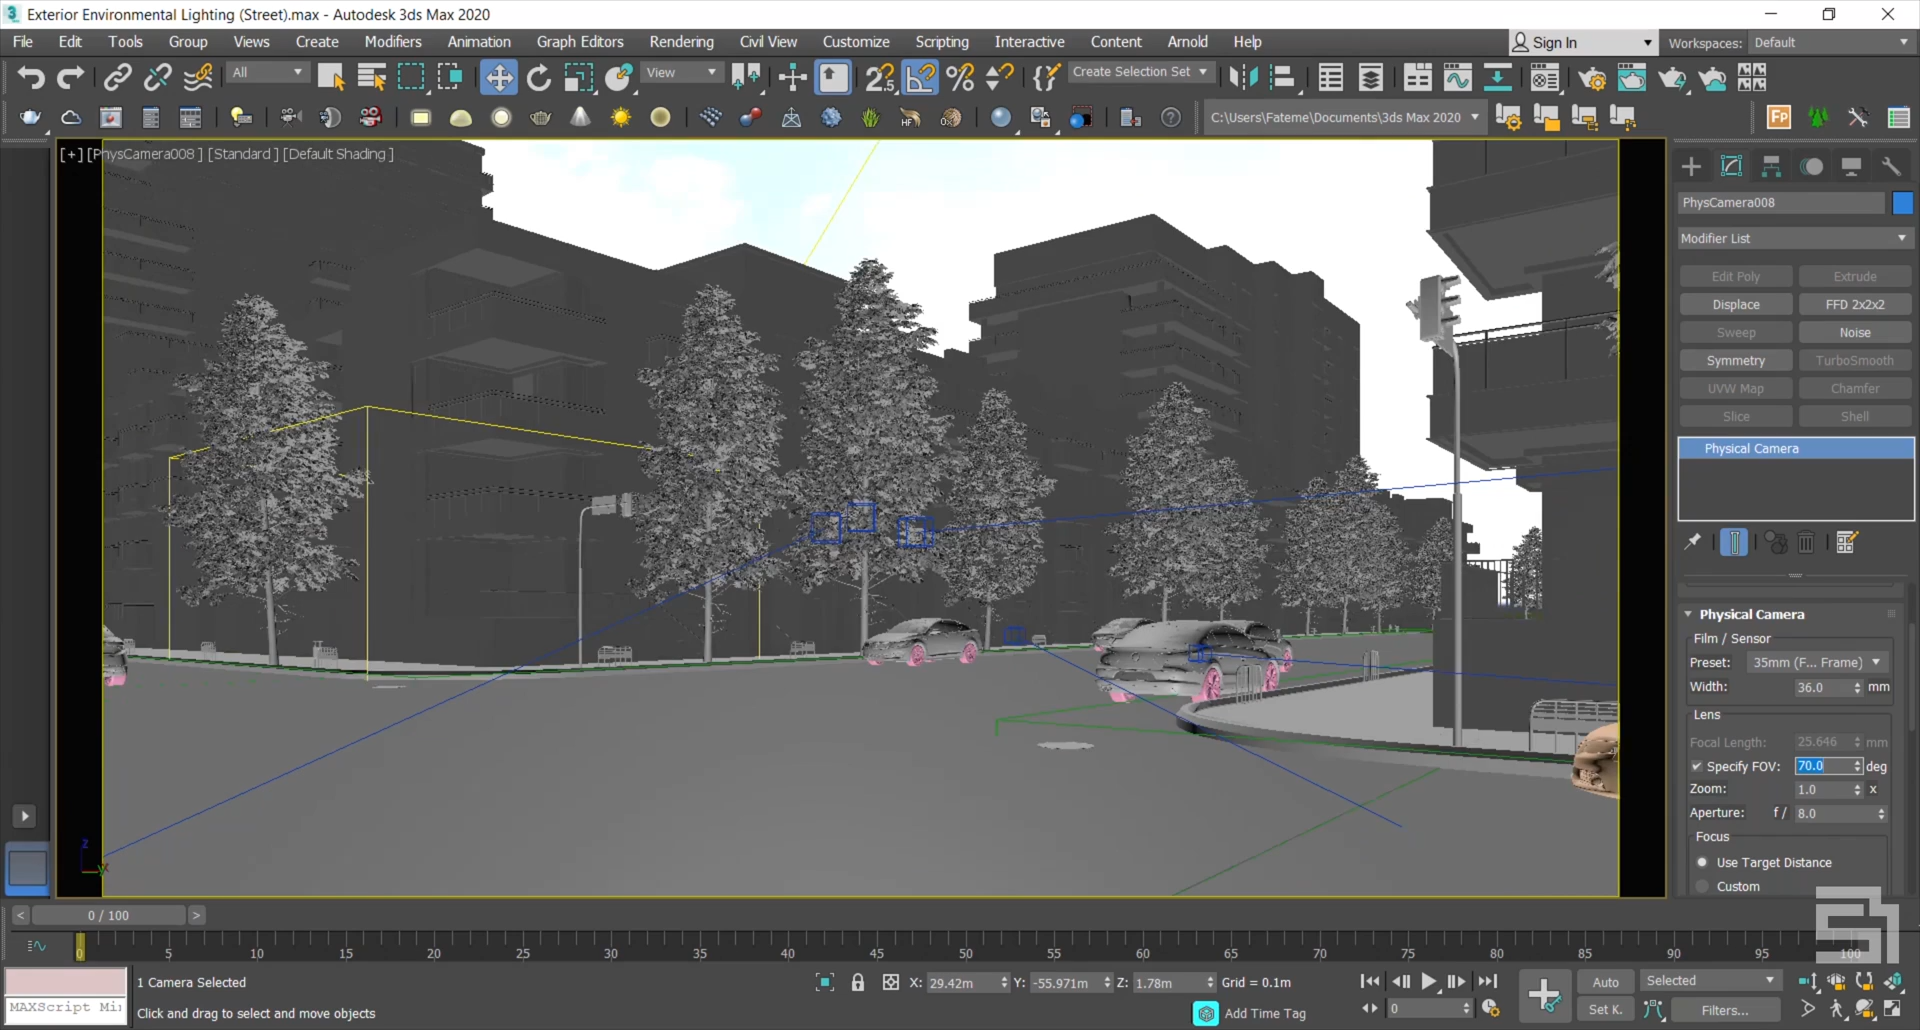 Exterior Environmental Lighting (Street).max - Autodesk 3ds Max 2020
File Edit Tools Group Views Create Modifiers Animation Graph Editors Rendering Civil View Customize Scripting Interactive Content Arnold Help
Sign In Workspaces: Default
All View Create Selection Set
C:\Users\Fateme\Documents\3ds Max 2020
[+] [PhysCamera008 ] [Standard ] [Default Shading ]
PhysCamera008
Modifier List
Edit Poly Extrude
Displace FFD 2x2x2
Sweep Noise
Symmetry TurboSmooth
UVW Map Chamfer
Slice Shell
Physical Camera
Physical Camera
Film / Sensor
Preset: 35mm (F... Frame)
Width: 36.0 mm
Lens
Focal Length: 25.646 mm
Specify FOV: 70.0 deg
Zoom: 1.0 x
Aperture: f / 8.0
Focus
Use Target Distance
Custom
< 0 / 100 >
0 5 10 15 20 25 30 35 40 45 50 55 60 65 70 75 80 85 90 95 100
1 Camera Selected X: 29.42m Y: -55.971m Z: 1.78m Grid = 0.1m Auto Selected
MAXScript Mi
Click and drag to select and move objects Add Time Tag 0 Set K. Filters...